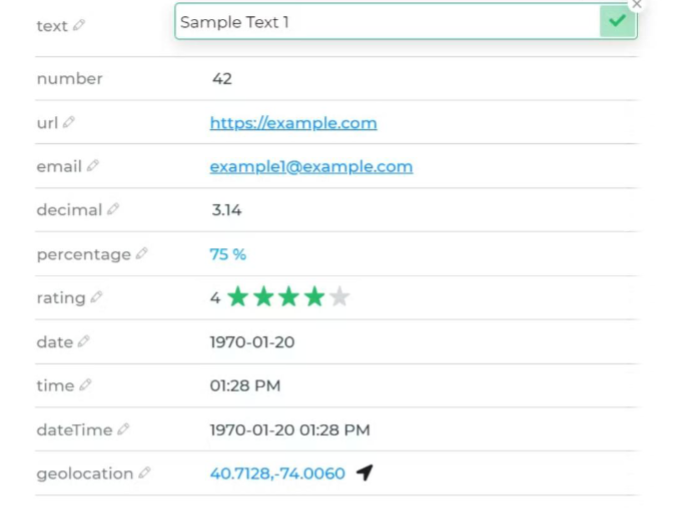 text Sample Text 1
number 42
url https://example.com
email example1@example.com
decimal 3.14
percentage 75 %
rating 4
date 1970-01-20
time 01:28 PM
dateTime 1970-01-20 01:28 PM
geolocation 40.7128,-74.0060